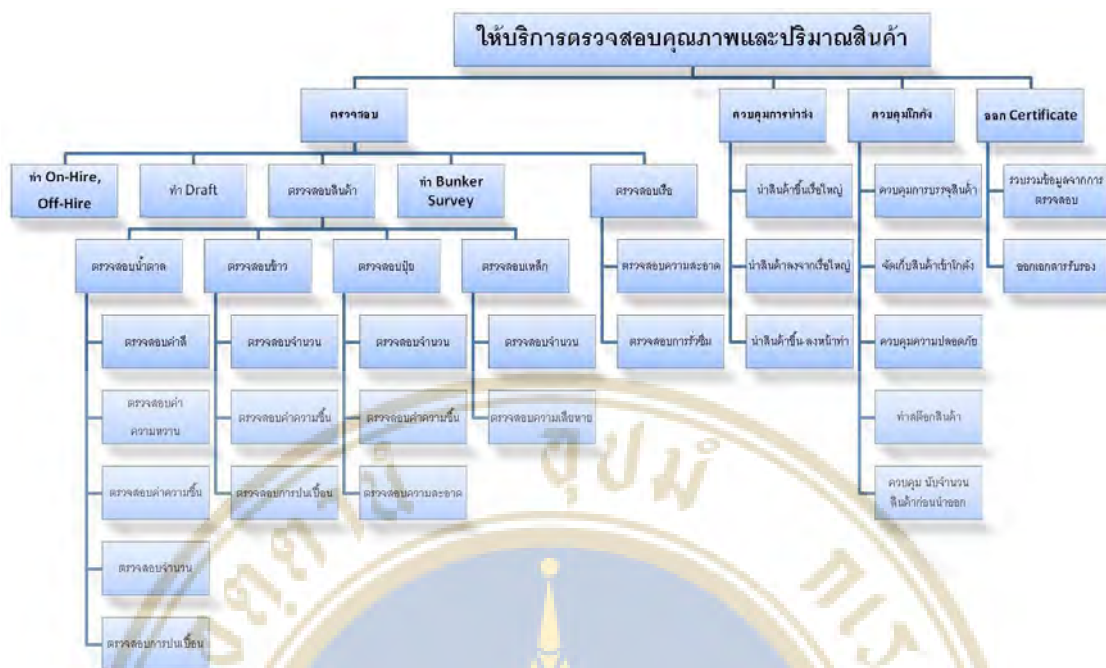 ให้บริการตรวจสอบคุณภาพและปริมาณสินค้า
ตรวจสอบ
ควบคุมการนำส่ง
ควบคุมโกดัง
ออก Certificate
ทำ On-Hire,
Off-Hire
ทำ Draft
ตรวจสอบสินค้า
ทำ Bunker
Survey
ตรวจสอบเรือ
นำสินค้าขึ้นเรือใหญ่
ควบคุมการบรรจุสินค้า
รวบรวมข้อมูลจากการ
ตรวจสอบ
ตรวจสอบน้ำตาล
ตรวจสอบข้าว
ตรวจสอบปุ๋ย
ตรวจสอบเหล็ก
ตรวจสอบความสะอาด
นำสินค้าลงจากเรือใหญ่
จัดเก็บสินค้าเข้าโกดัง
ออกเอกสารรับรอง
ตรวจสอบค่าสี
ตรวจสอบจำนวน
ตรวจสอบจำนวน
ตรวจสอบจำนวน
ตรวจสอบการรั่วซึม
นำสินค้าขึ้น-ลงหน้าท่า
ควบคุมความปลอดภัย
ตรวจสอบค่า
ความหวาน
ตรวจสอบค่าความชื้น
ตรวจสอบค่าความชื้น
ตรวจสอบความเสียหาย
ทำสต๊อกสินค้า
ตรวจสอบค่าความชื้น
ตรวจสอบการปนเปื้อน
ตรวจสอบความสะอาด
ควบคุม นับจำนวน
สินค้าก่อนนำออก
ตรวจสอบจำนวน
ตรวจสอบการปนเปื้อน